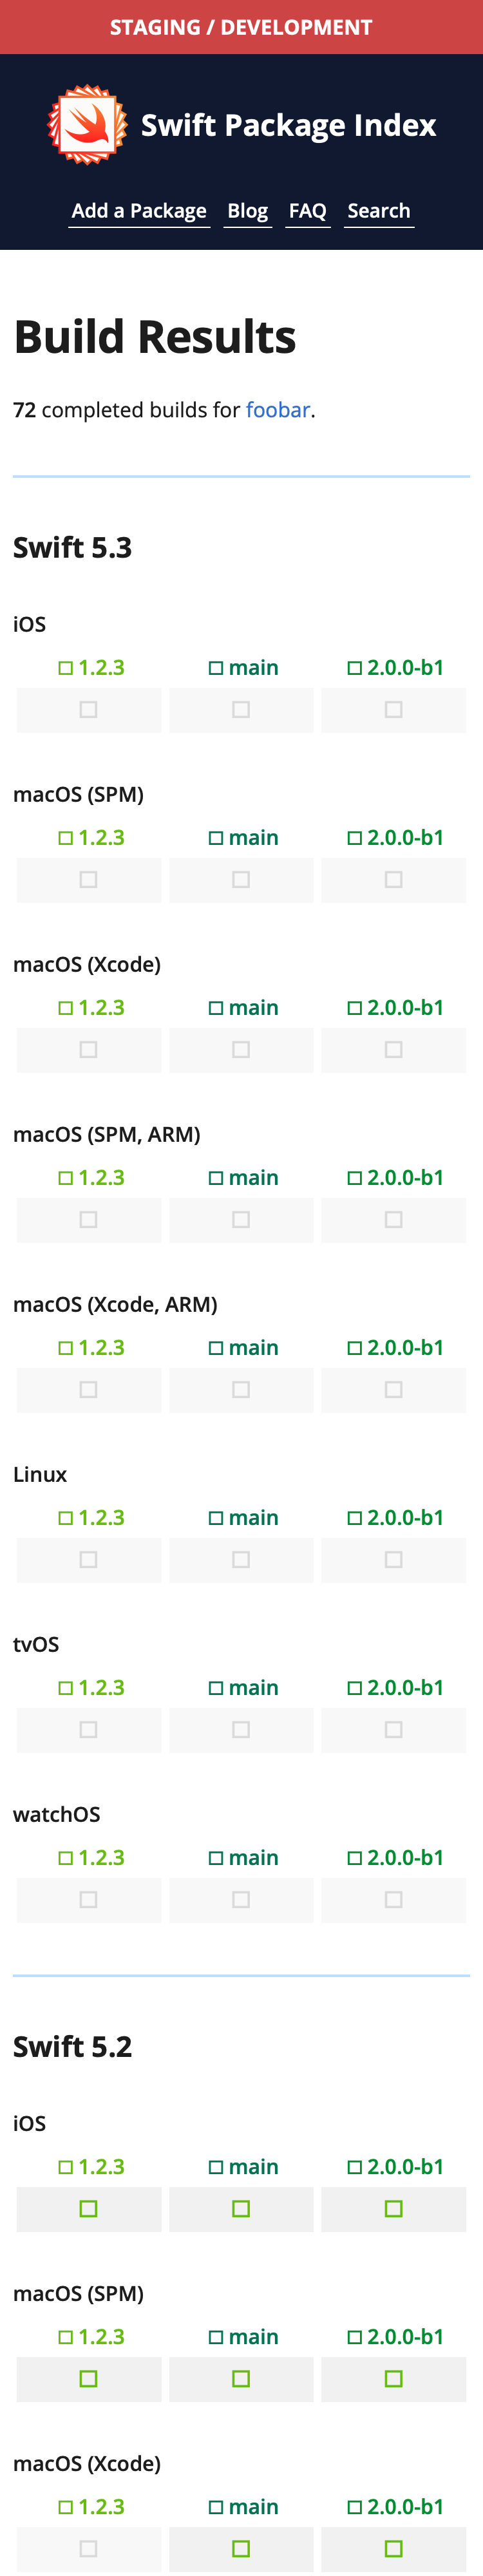 STAGING / DEVELOPMENT
Swift Package Index
Add a Package Blog FAQ Search
Build Results
72 completed builds for foobar.
Swift 5.3
iOS
1.2.3 main 2.0.0-b1
macOS (SPM)
1.2.3 main 2.0.0-b1
macOS (Xcode)
1.2.3 main 2.0.0-b1
macOS (SPM, ARM)
1.2.3 main 2.0.0-b1
macOS (Xcode, ARM)
1.2.3 main 2.0.0-b1
Linux
1.2.3 main 2.0.0-b1
tvOS
1.2.3 main 2.0.0-b1
watchOS
1.2.3 main 2.0.0-b1
Swift 5.2
iOS
1.2.3 main 2.0.0-b1
macOS (SPM)
1.2.3 main 2.0.0-b1
macOS (Xcode)
1.2.3 main 2.0.0-b1